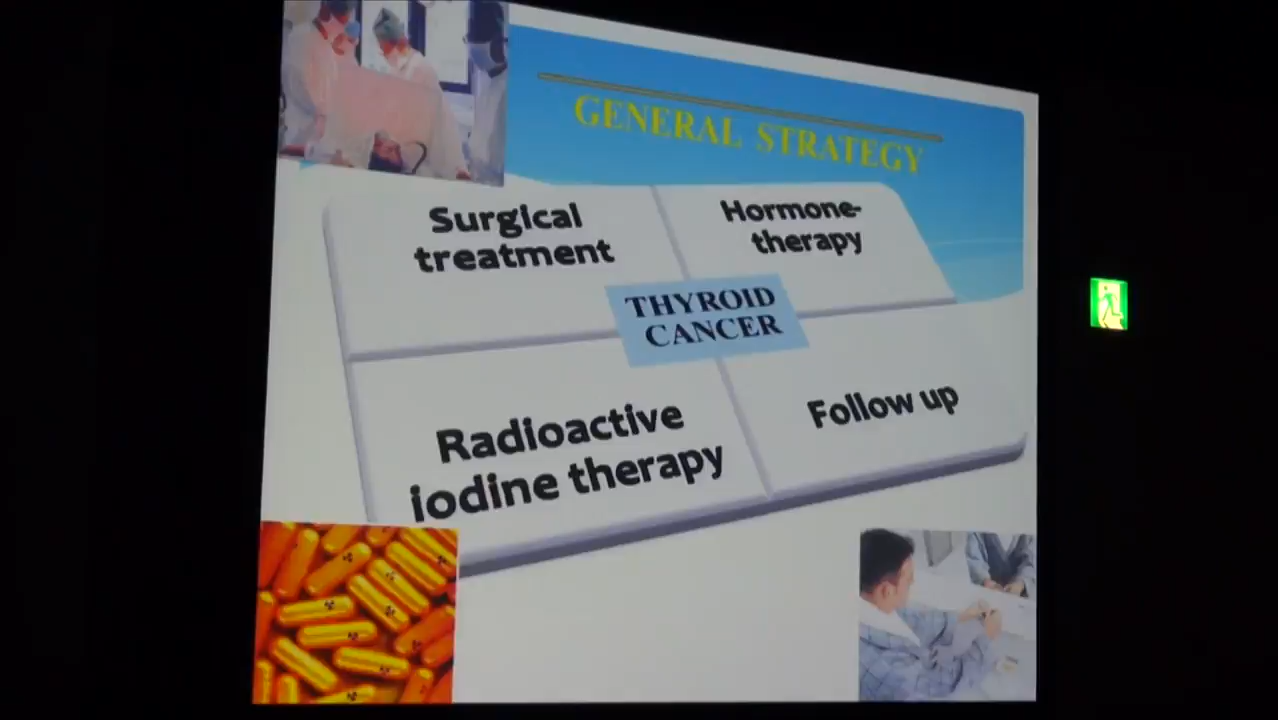 GENERAL STRATEGY
Surgical
treatment
Hormone-
therapy
THYROID
CANCER
Radioactive
iodine therapy
Follow up